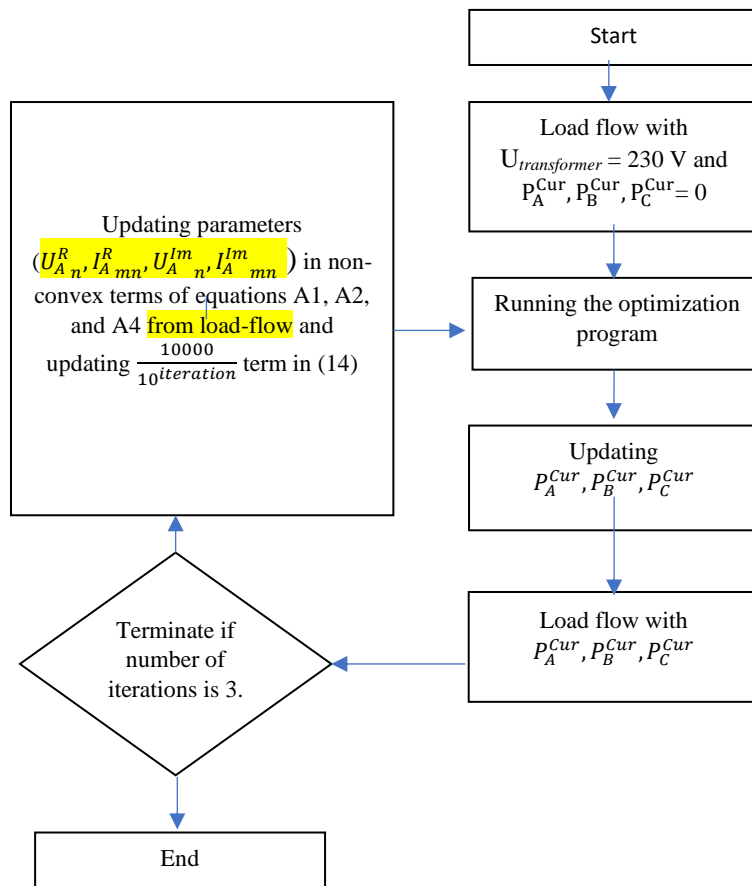 Start
Load flow with
U_transformer = 230 V and
P_A^Cur, P_B^Cur, P_C^Cur = 0
Running the optimization
program
Updating
P_A^Cur, P_B^Cur, P_C^Cur
Load flow with
P_A^Cur, P_B^Cur, P_C^Cur
Terminate if
number of
iterations is 3.
Updating parameters
(U_A^R_n, I_A^R_mn, U_A^Im_n, I_A^Im_mn) in non-
convex terms of equations A1, A2,
and A4 from load-flow and
updating 10000/10^iteration term in (14)
End